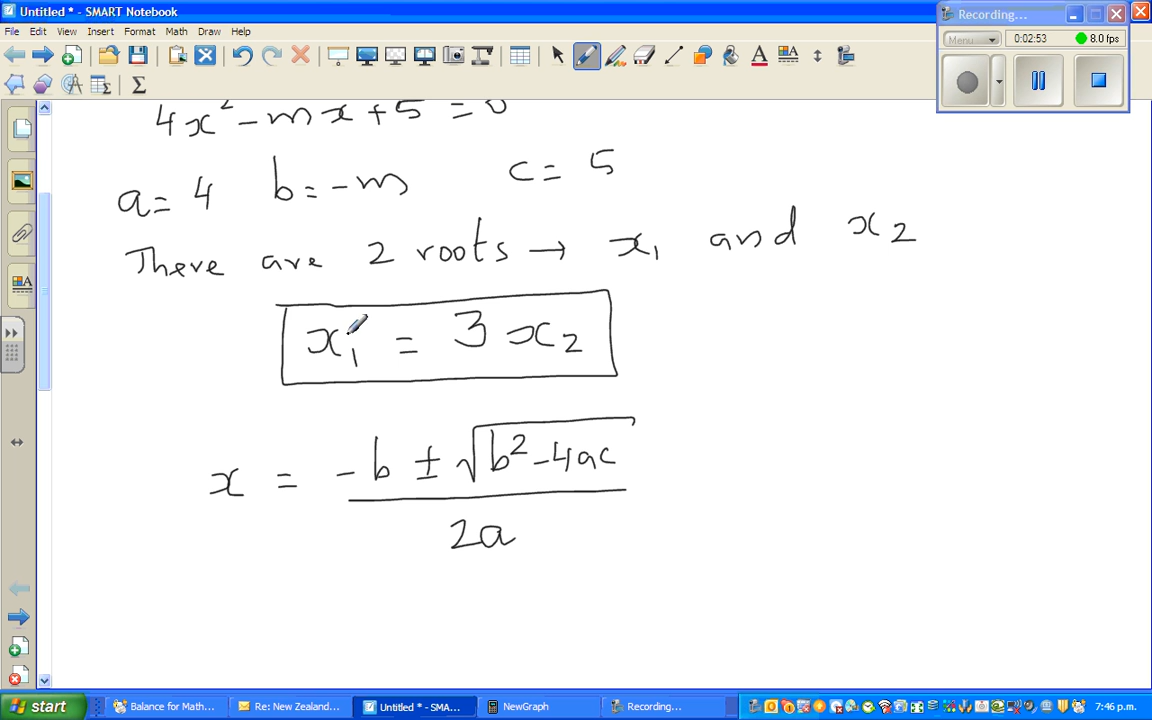 Untitled * - SMART Notebook
File Edit View Insert Format Math Draw Help
Recording...
Menu 0:02:53 8.0 fps
4x² - mx + 5 = 0
a = 4 b = -m c = 5
There are 2 roots → x₁ and x₂
x₁ = 3x₂
x = -b ± √b² - 4ac
2a
start Balance for Math... Re: New Zealand... Untitled * - SMA... NewGraph Recording... 7:46 p.m.